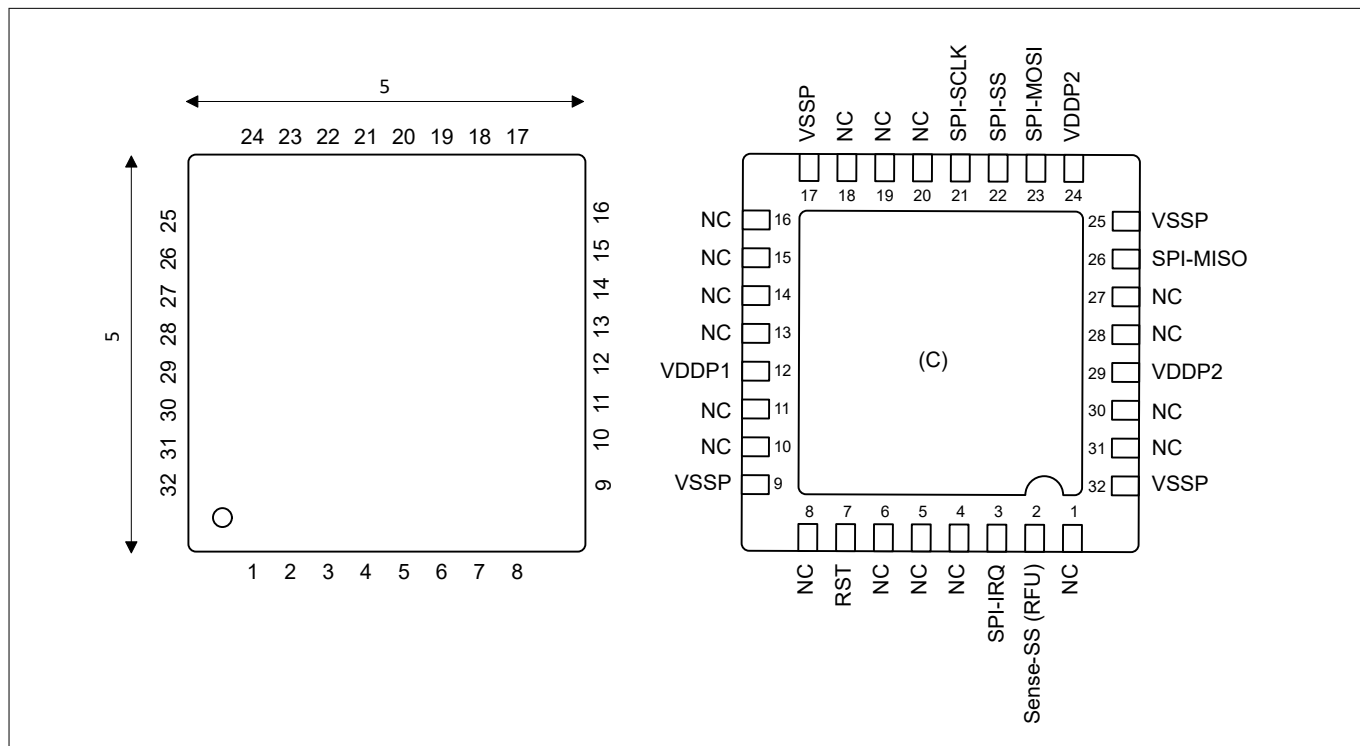 5
24 23 22 21 20 19 18 17
5
25
26
27
28
29
30
31
32
16
15
14
13
12
11
10
9
1 2 3 4 5 6 7 8
VSSP
NC
NC
NC
SPI-SCLK
SPI-SS
SPI-MOSI
VDDP2
17 18 19 20 21 22 23 24
NC 16
NC 15
NC 14
NC 13
VDDP1 12
NC 11
NC 10
VSSP 9
(C)
25 VSSP
26 SPI-MISO
27 NC
28 NC
29 VDDP2
30 NC
31 NC
32 VSSP
8 7 6 5 4 3 2 1
NC
RST
NC
NC
NC
SPI-IRQ
Sense-SS (RFU)
NC